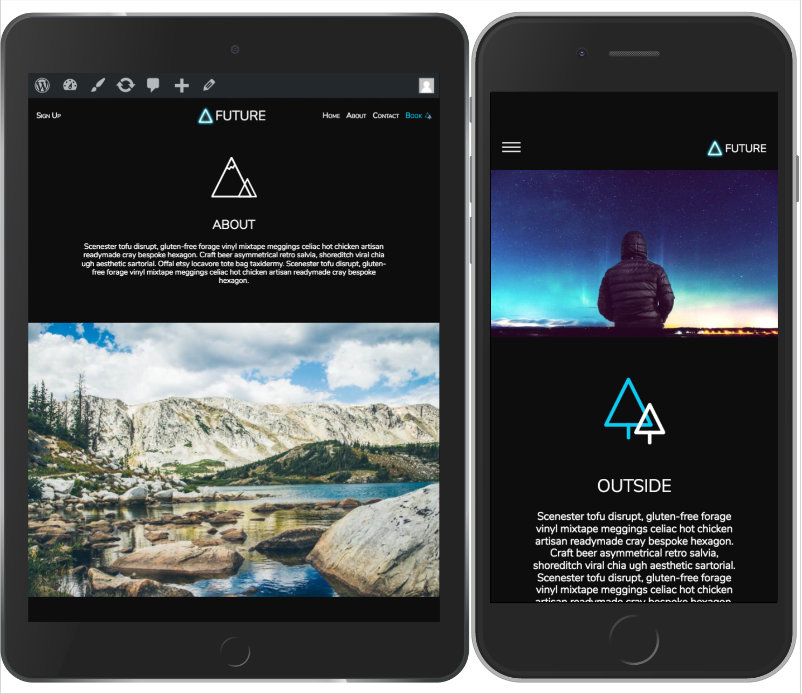 Sign Up
FUTURE
Home About Contact Book
ABOUT
Scenester tofu disrupt, gluten-free forage vinyl mixtape meggings celiac hot chicken artisan
readymade cray bespoke hexagon. Craft beer asymmetrical retro salvia, shoreditch viral chia
ugh aesthetic sartorial. Offal etsy locavore tote bag taxidermy. Scenester tofu disrupt, gluten-
free forage vinyl mixtape meggings celiac hot chicken artisan readymade cray bespoke
hexagon.
FUTURE
OUTSIDE
Scenester tofu disrupt, gluten-free forage
vinyl mixtape meggings celiac hot chicken
artisan readymade cray bespoke hexagon.
Craft beer asymmetrical retro salvia,
shoreditch viral chia ugh aesthetic sartorial.
Scenester tofu disrupt, gluten-free forage
vinyl mixtape meggings celiac hot chicken
artisan readymade cray bespoke hexagon.